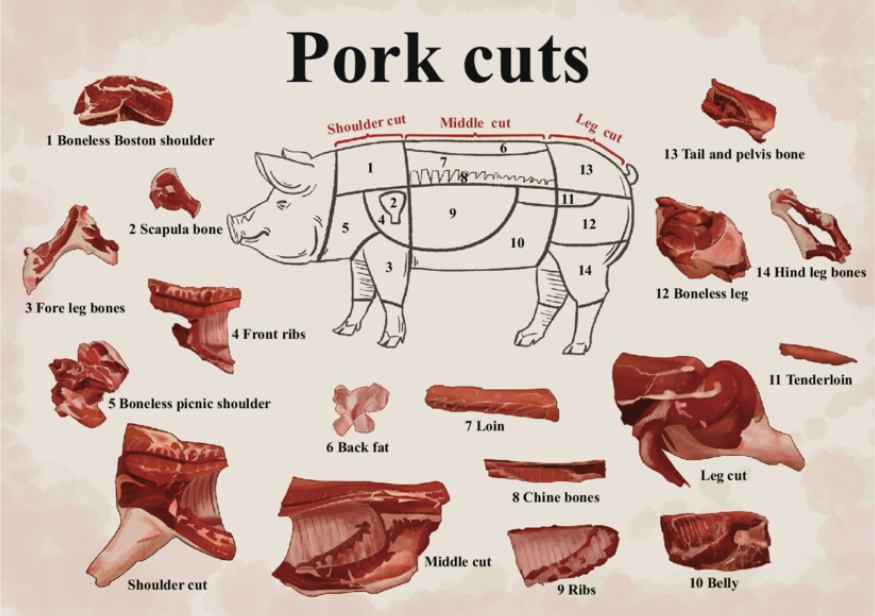 Pork cuts
Shoulder cut
Middle cut
Leg cut
1 Boneless Boston shoulder
2 Scapula bone
3 Fore leg bones
4 Front ribs
5 Boneless picnic shoulder
Shoulder cut
1
2
3
4
5
6
7
8
9
10
11
12
13
14
13 Tail and pelvis bone
14 Hind leg bones
12 Boneless leg
11 Tenderloin
Leg cut
6 Back fat
7 Loin
8 Chine bones
Middle cut
9 Ribs
10 Belly